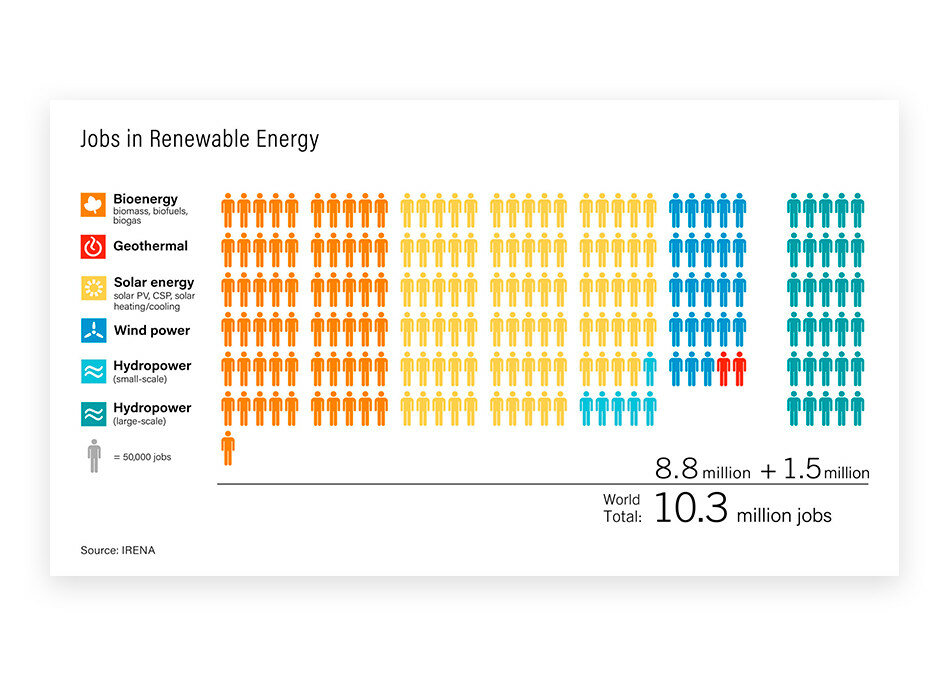 Jobs in Renewable Energy
Bioenergy
biomass, biofuels,
biogas
Geothermal
Solar energy
solar PV, CSP, solar
heating/cooling
Wind power
Hydropower
(small-scale)
Hydropower
(large-scale)
= 50,000 jobs
8.8 million + 1.5 million
World
Total: 10.3 million jobs
Source: IRENA